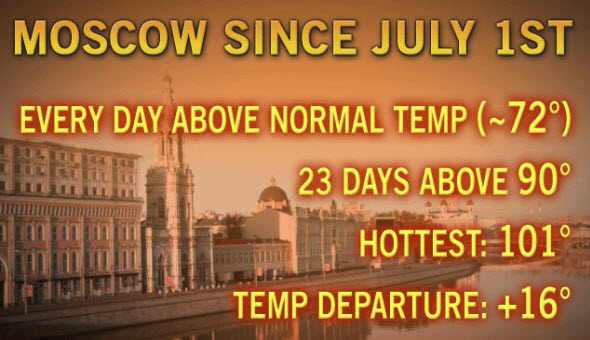 MOSCOW SINCE JULY 1ST
EVERY DAY ABOVE NORMAL TEMP (~72°)
23 DAYS ABOVE 90°
HOTTEST: 101°
TEMP DEPARTURE: +16°